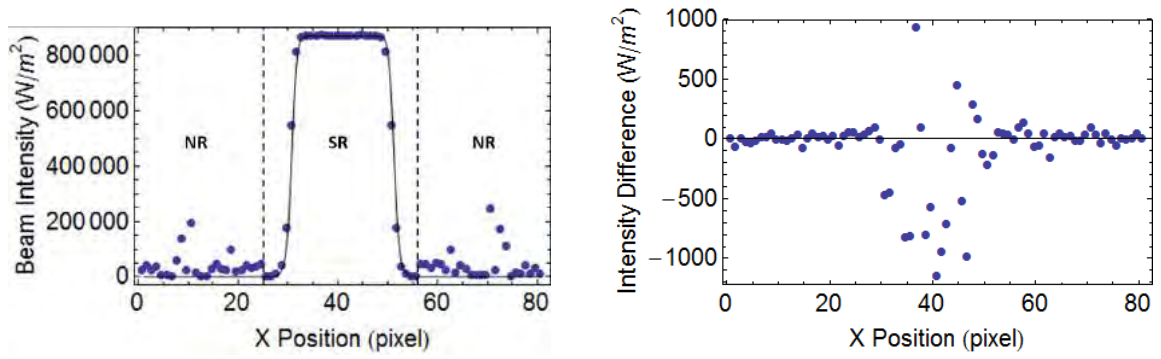 Beam Intensity (W/m²)
800 000
600 000
400 000
200 000
0
NR
SR
NR
0
20
40
60
80
X Position (pixel)
Intensity Difference (W/m²)
1000
500
0
−500
−1000
0
20
40
60
80
X Position (pixel)